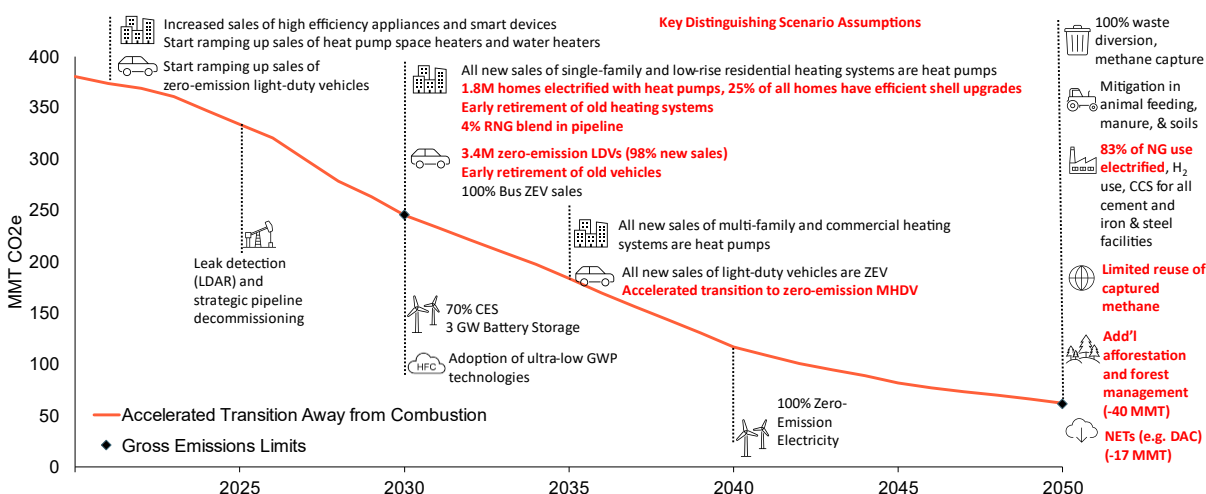 Increased sales of high efficiency appliances and smart devices
Start ramping up sales of heat pump space heaters and water heaters
Start ramping up sales of
zero-emission light-duty vehicles
Key Distinguishing Scenario Assumptions
All new sales of single-family and low-rise residential heating systems are heat pumps
1.8M homes electrified with heat pumps, 25% of all homes have efficient shell upgrades
Early retirement of old heating systems
4% RNG blend in pipeline
3.4M zero-emission LDVs (98% new sales)
Early retirement of old vehicles
100% Bus ZEV sales
All new sales of multi-family and commercial heating
systems are heat pumps
All new sales of light-duty vehicles are ZEV
Accelerated transition to zero-emission MHDV
Leak detection
(LDAR) and
strategic pipeline
decommissioning
70% CES
3 GW Battery Storage
HFC
Adoption of ultra-low GWP
technologies
100% Zero-
Emission
Electricity
100% waste
diversion,
methane capture
Mitigation in
animal feeding,
manure, & soils
83% of NG use
electrified, H2
use, CCS for all
cement and
iron & steel
facilities
Limited reuse of
captured
methane
Add'l
afforestation
and forest
management
(-40 MMT)
NETs (e.g. DAC)
(-17 MMT)
MMT CO2e
400
350
300
250
200
150
100
50
0
Accelerated Transition Away from Combustion
Gross Emissions Limits
2025
2030
2035
2040
2045
2050